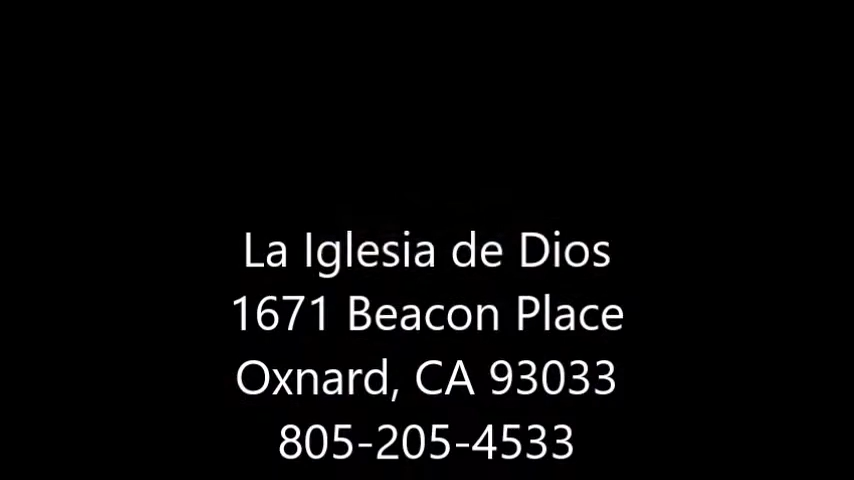 La Iglesia de Dios
1671 Beacon Place
Oxnard, CA 93033
805-205-4533